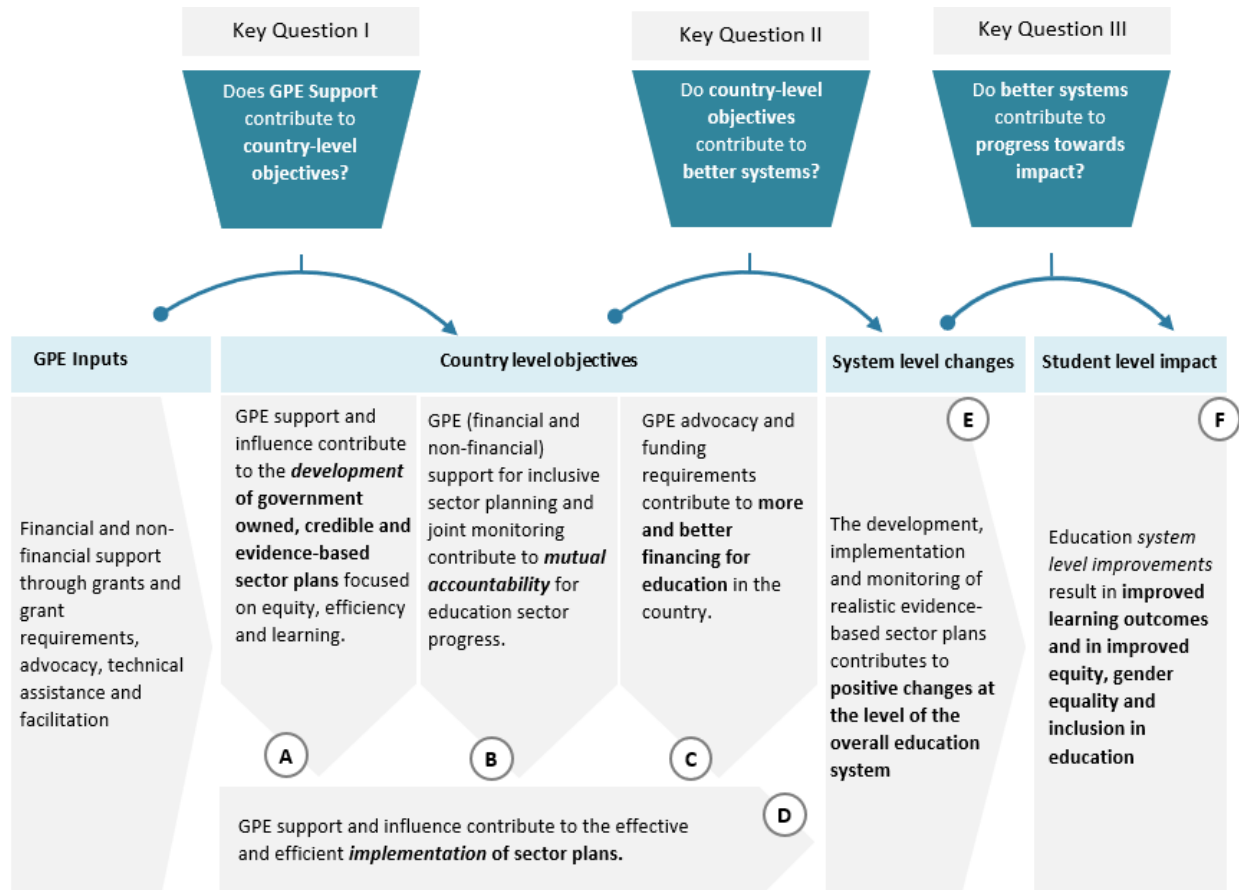 Key Question I
Does GPE Support
contribute to
country-level
objectives?
Key Question II
Do country-level
objectives
contribute to
better systems?
Key Question III
Do better systems
contribute to
progress towards
impact?
GPE Inputs
Country level objectives
System level changes
Student level impact
Financial and non-
financial support
through grants and
grant
requirements,
advocacy, technical
assistance and
facilitation
GPE support and
influence contribute
to the development
of government
owned, credible and
evidence-based
sector plans focused
on equity, efficiency
and learning.
A
GPE (financial and
non-financial)
support for inclusive
sector planning and
joint monitoring
contribute to mutual
accountability for
education sector
progress.
B
GPE advocacy and
funding
requirements
contribute to more
and better
financing for
education in the
country.
C
GPE support and influence contribute to the effective
and efficient implementation of sector plans.
D
E
The development,
implementation
and monitoring of
realistic evidence-
based sector plans
contributes to
positive changes at
the level of the
overall education
system
F
Education system
level improvements
result in improved
learning outcomes
and in improved
equity, gender
equality and
inclusion in
education